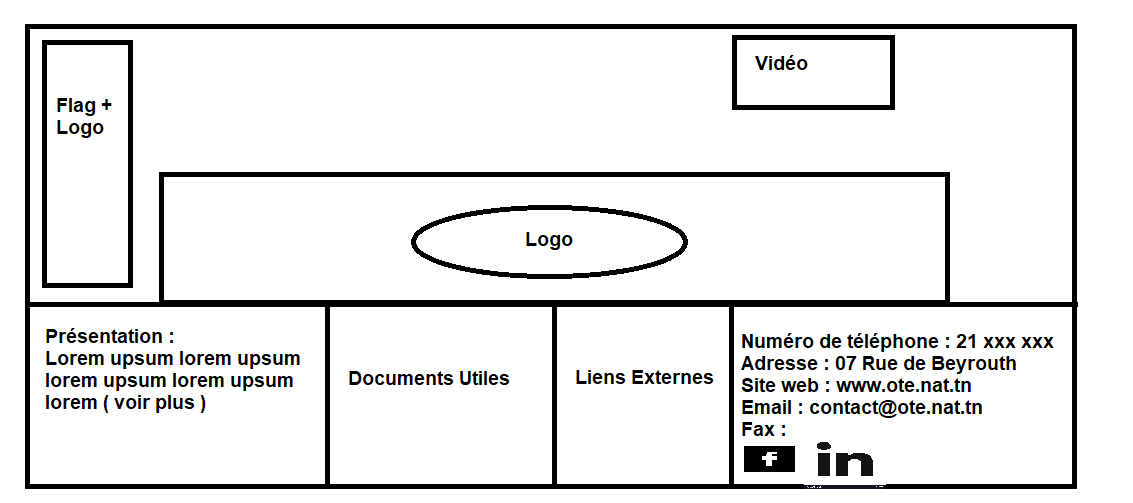 Flag +
Logo
Vidéo
Logo
Présentation :
Lorem upsum lorem upsum
lorem upsum lorem upsum
lorem ( voir plus )
Documents Utiles
Liens Externes
Numéro de téléphone : 21 xxx xxx
Adresse : 07 Rue de Beyrouth
Site web : www.ote.nat.tn
Email : contact@ote.nat.tn
Fax :
f in